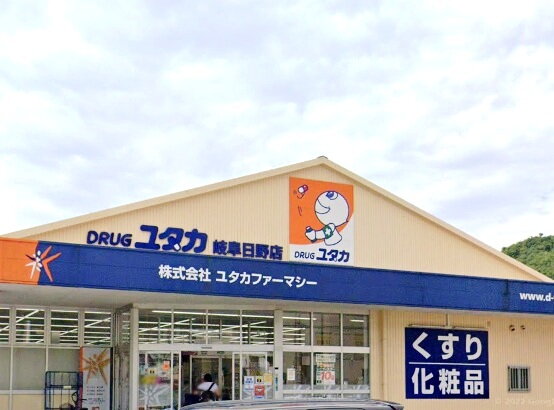 DRUG ユタカ 岐阜日野店
DRUG ユタカ
株式会社 ユタカファーマシー
www.d-
くすり
化粧品